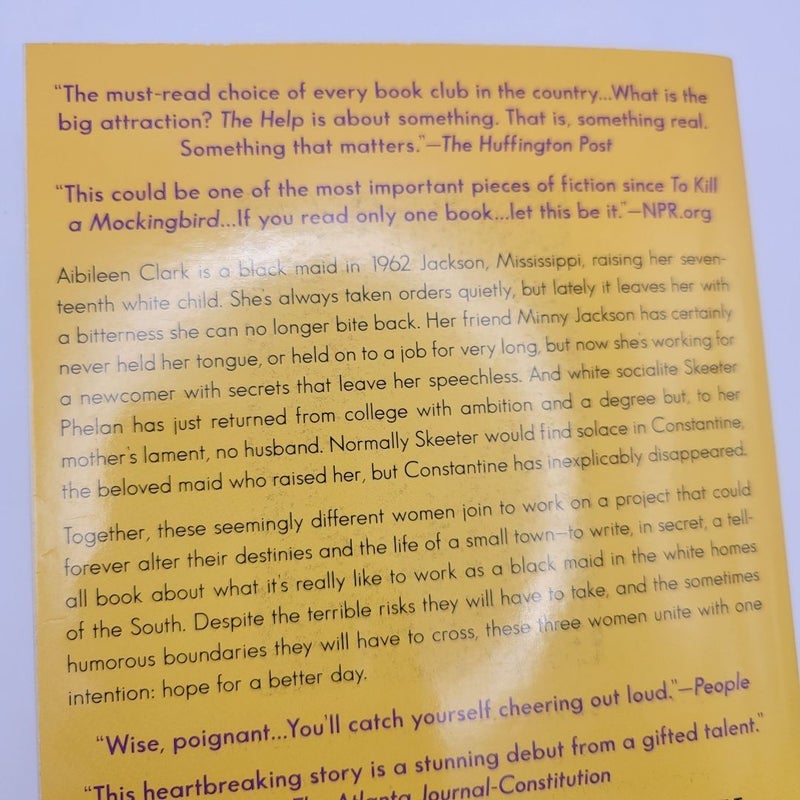 “The must-read choice of every book club in the country...What is the
big attraction? The Help is about something. That is, something real.
Something that matters.”—The Huffington Post
“This could be one of the most important pieces of fiction since To Kill
a Mockingbird...If you read only one book...let this be it.”—NPR.org
Aibileen Clark is a black maid in 1962 Jackson, Mississippi, raising her seven-
teenth white child. She's always taken orders quietly, but lately it leaves her with
a bitterness she can no longer bite back. Her friend Minny Jackson has certainly
never held her tongue, or held on to a job for very long, but now she's working for
a newcomer with secrets that leave her speechless. And white socialite Skeeter
Phelan has just returned from college with ambition and a degree but, to her
mother's lament, no husband. Normally Skeeter would find solace in Constantine,
the beloved maid who raised her, but Constantine has inexplicably disappeared.
Together, these seemingly different women join to work on a project that could
forever alter their destinies and the life of a small town—to write, in secret, a tell-
all book about what it's really like to work as a black maid in the white homes
of the South. Despite the terrible risks they will have to take, and the sometimes
humorous boundaries they will have to cross, these three women unite with one
intention: hope for a better day.
“Wise, poignant...You'll catch yourself cheering out loud.”—People
“This heartbreaking story is a stunning debut from a gifted talent.”
The Atlanta Journal-Constitution